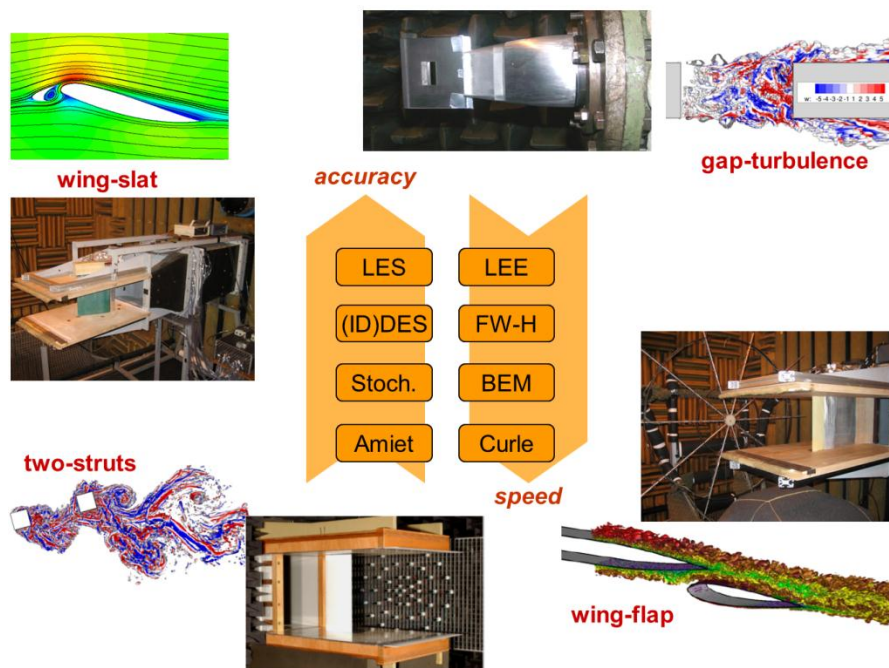 w: -5-4-3-2-1 1 2 3 4 5
gap-turbulence
wing-slat
accuracy
LES
LEE
(ID)DES
FW-H
Stoch.
BEM
Amiet
Curle
two-struts
speed
wing-flap